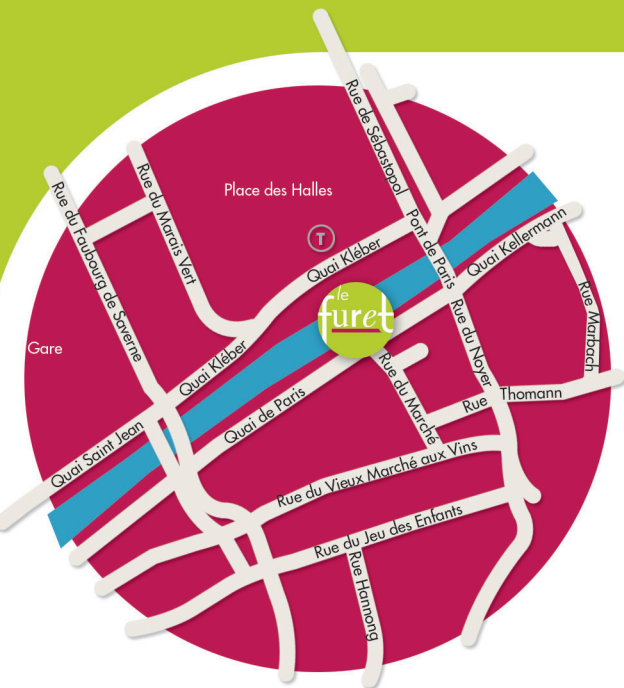 Rue de Sébastopol
Rue du Marais Vert
Rue du Faubourg de Saverne
Place des Halles
T
Quai Kléber
Pont de Paris
Quai Kellermann
le
furet
Gare
Quai Kléber
Rue du Noyer
Rue Marbach
Rue du Marché
Quai de Paris
Rue Thomann
Quai Saint Jean
Rue du Vieux Marché aux Vins
Rue du Jeu des Enfants
Rue Hannong